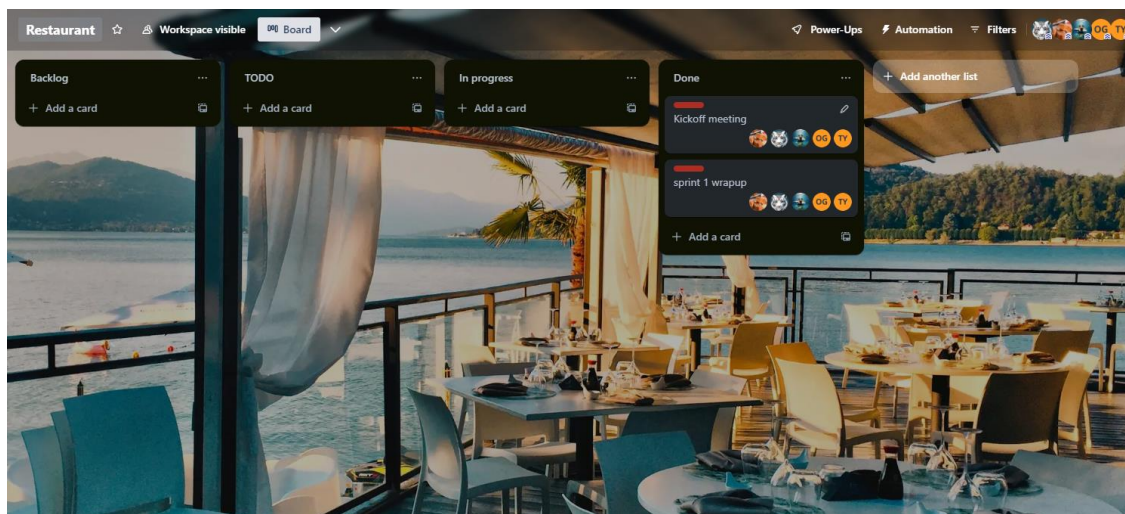 Restaurant
Workspace visible
Board
Power-Ups
Automation
Filters
OG
TY
Backlog
...
+ Add a card
TODO
...
+ Add a card
In progress
...
+ Add a card
Done
...
Kickoff meeting
OG TY
sprint 1 wrapup
OG TY
+ Add a card
+ Add another list